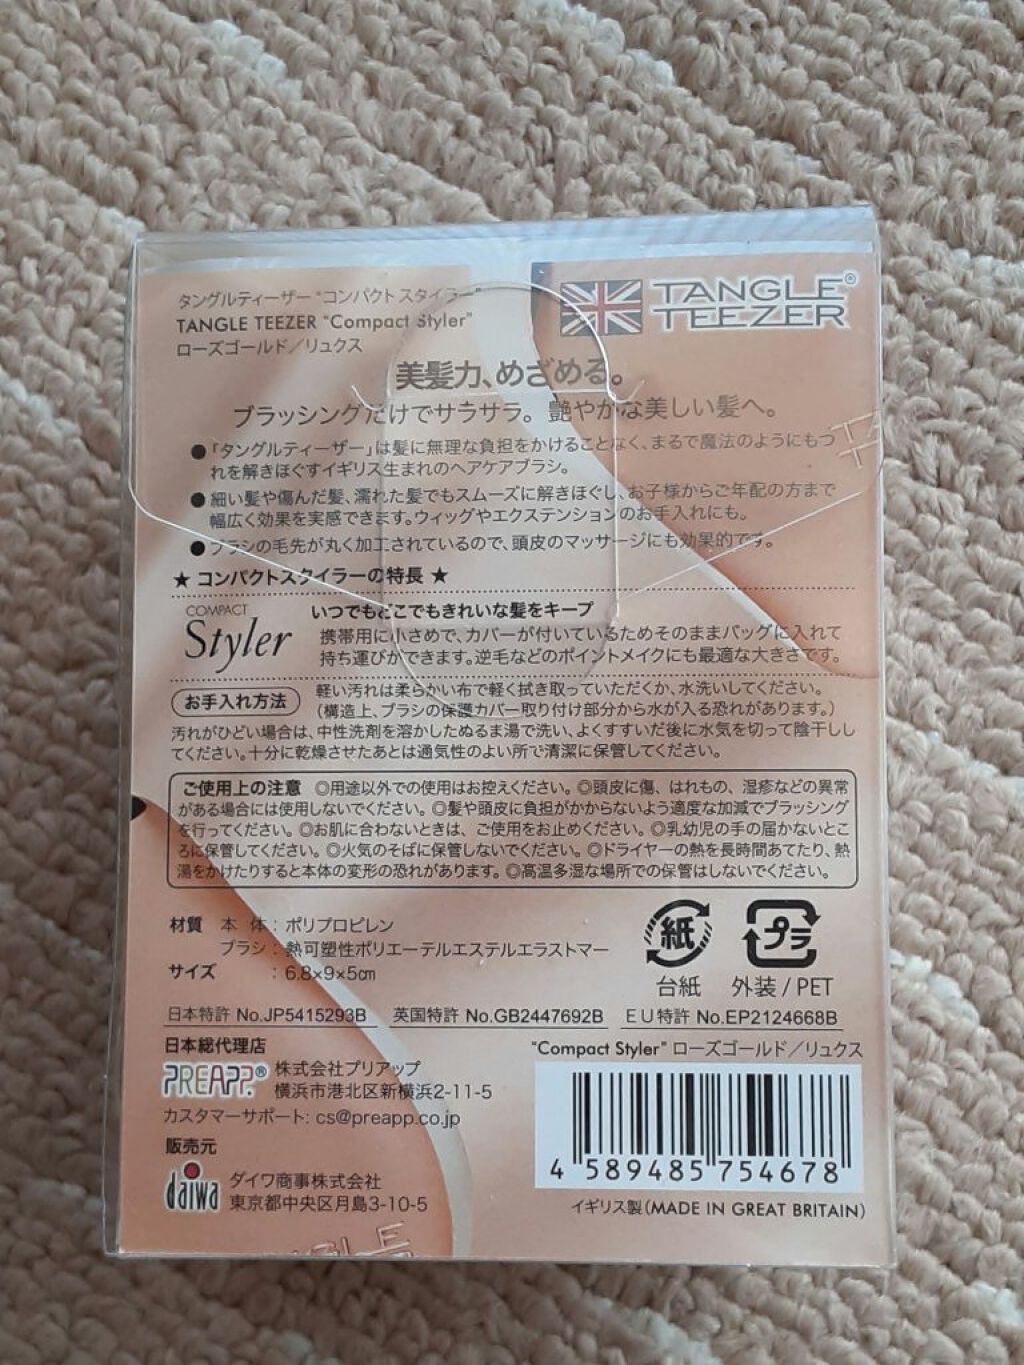 タングルティーザー "コンパクト スタイラー"
TANGLE TEEZER "Compact Styler"
ローズゴールド／リュクス
TANGLE®
TEEZER
美髪力、めざめる。
ブラッシングだけでサラサラ。艶やかな美しい髪へ。
●「タングルティーザー」は髪に無理な負担をかけることなく、まるで魔法のようにもつ
れを解きほぐすイギリス生まれのヘアケアブラシ。
●細い髪や傷んだ髪、濡れた髪でもスムーズに解きほぐし、お子様からご年配の方まで
幅広く効果を実感できます。ウィッグやエクステンションのお手入れにも。
●ブラシの毛先が丸く加工されているので、頭皮のマッサージにも効果的です。
★ コンパクトスタイラーの特長 ★
COMPACT
Styler
いつでもどこでもきれいな髪をキープ
携帯用に小さめで、カバーが付いているためそのままバッグに入れて
持ち運びができます。逆毛などのポイントメイクにも最適な大きさです。
お手入れ方法
軽い汚れは柔らかい布で軽く拭き取っていただくか、水洗いしてください。
（構造上、ブラシの保護カバー取り付け部分から水が入る恐れがあります。）
汚れがひどい場合は、中性洗剤を溶かしたぬるま湯で洗い、よくすすいだ後に水気を切って陰干しし
てください。十分に乾燥させたあとは通気性のよい所で清潔に保管してください。
ご使用上の注意 ◎用途以外での使用はお控えください。◎頭皮に傷、はれもの、湿疹などの異常
がある場合には使用しないでください。◎髪や頭皮に負担がかからないよう適度な加減でブラッシング
を行ってください。◎お肌に合わないときは、ご使用をお止めください。◎乳幼児の手の届かないとこ
ろに保管してください。◎火気のそばに保管しないでください。◎ドライヤーの熱を長時間あてたり、熱
湯をかけたりすると本体の変形の恐れがあります。◎高温多湿な場所での保管はしないでください。
材質 本 体：ポリプロピレン
ブラシ：熱可塑性ポリエーテルエステルエラストマー
サイズ ：6.8×9×5㎝
紙
台紙
プラ
外装 / PET
日本特許 No.JP5415293B 英国特許 No.GB2447692B ＥＵ特許 No.EP2124668B
日本総代理店
PREAPP.® 株式会社プリアップ
横浜市港北区新横浜2-11-5
カスタマーサポート: cs@preapp.co.jp
販売元
daiwa ダイワ商事株式会社
東京都中央区月島3-10-5
"Compact Styler" ローズゴールド／リュクス
4 589485 754678
イギリス製（MADE IN GREAT BRITAIN）